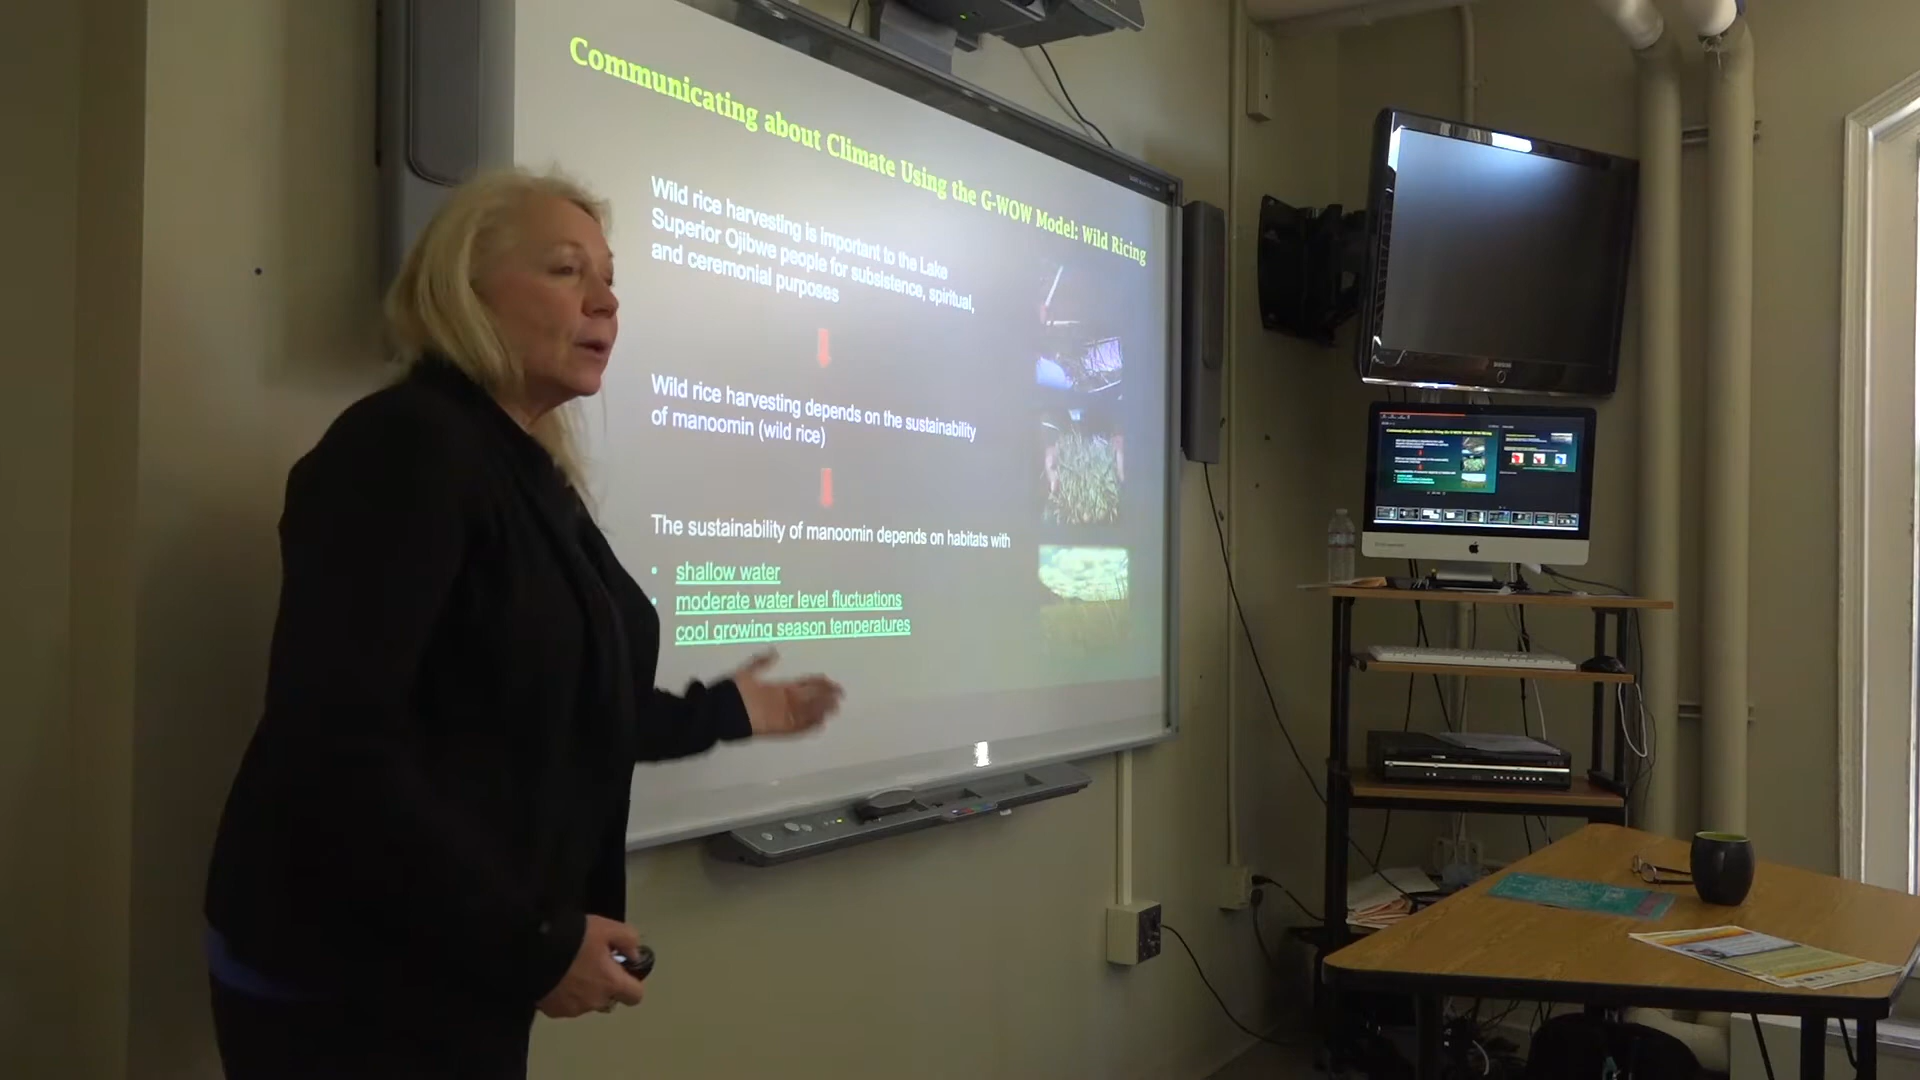 Communicating about Climate Using the G-WOW Model: Wild Ricing
Wild rice harvesting is important to the Lake
Superior Ojibwe people for subsistence, spiritual,
and ceremonial purposes
Wild rice harvesting depends on the sustainability
of manoomin (wild rice)
The sustainability of manoomin depends on habitats with
• shallow water
• moderate water level fluctuations
cool growing season temperatures
SAMSUNG